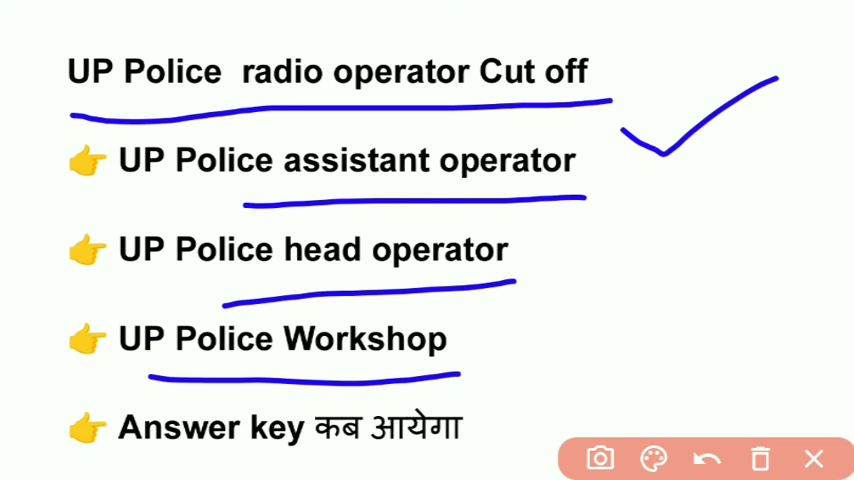 UP Police radio operator Cut off
👉 UP Police assistant operator
👉 UP Police head operator
👉 UP Police Workshop
👉 Answer key कब आयेगा